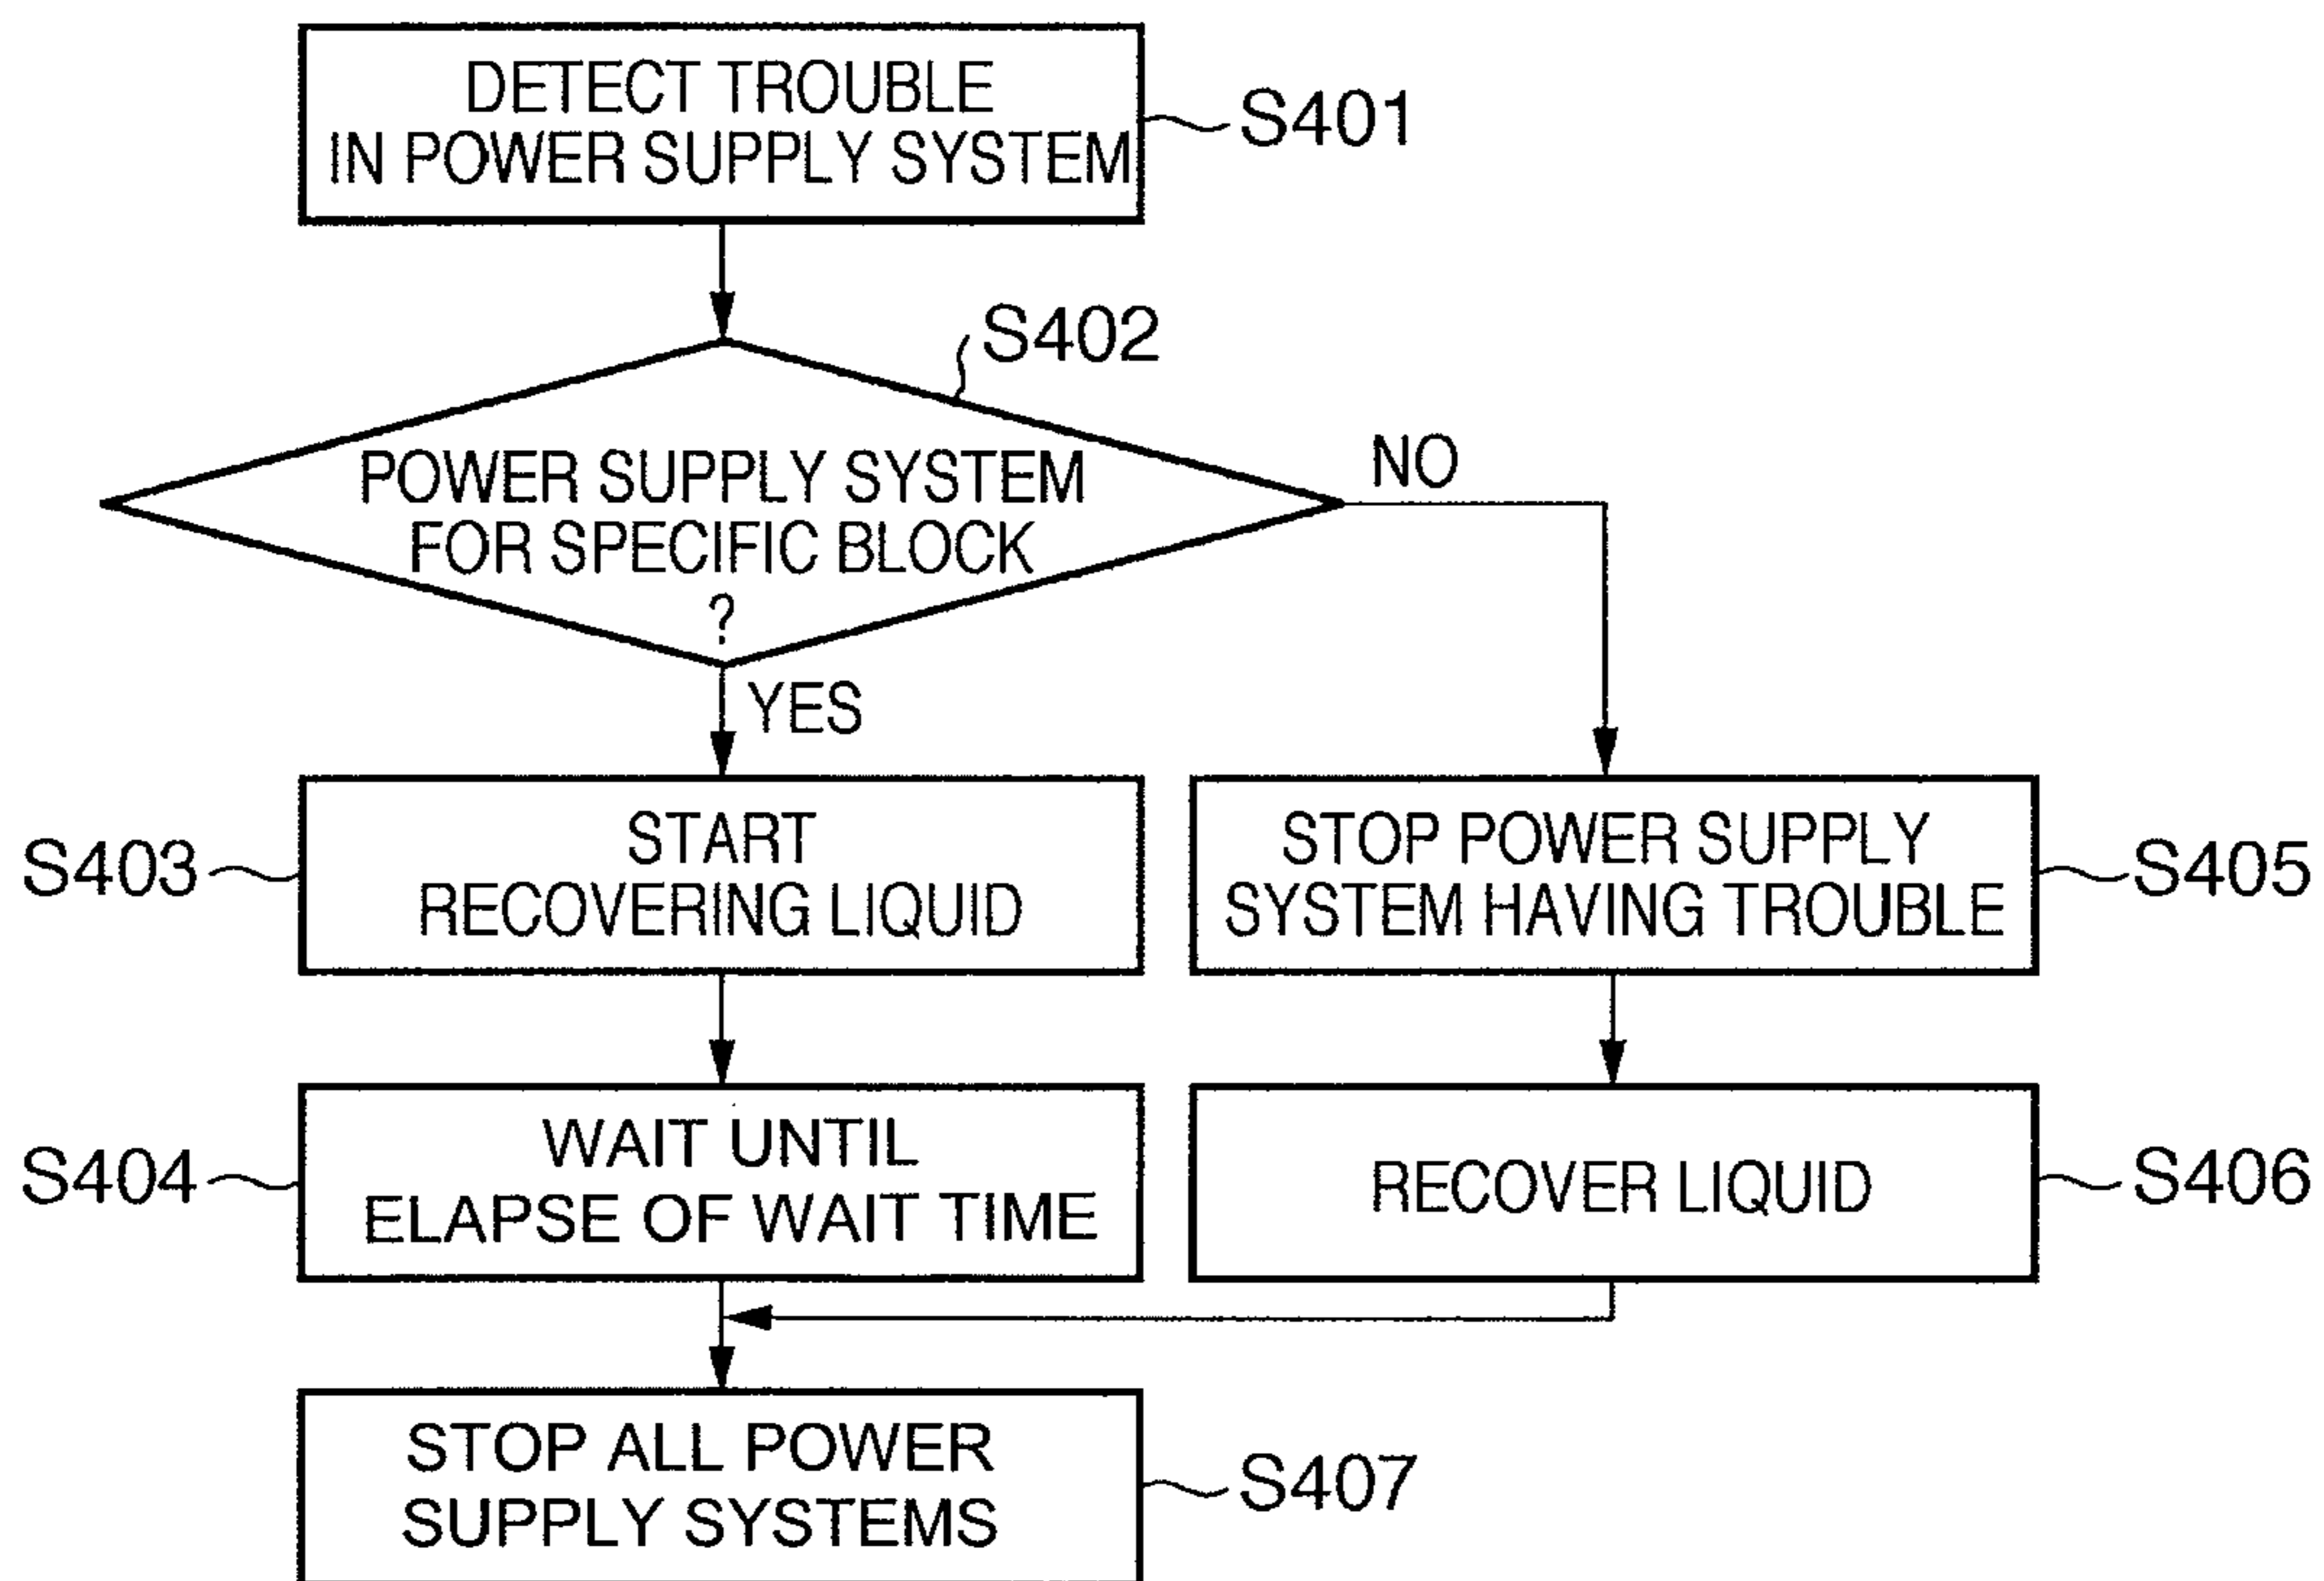 DETECT TROUBLE
IN POWER SUPPLY SYSTEM
S401
S402
POWER SUPPLY SYSTEM
FOR SPECIFIC BLOCK
?
NO
YES
START
RECOVERING LIQUID
S403
STOP POWER SUPPLY
SYSTEM HAVING TROUBLE
S405
WAIT UNTIL
ELAPSE OF WAIT TIME
S404
RECOVER LIQUID
S406
STOP ALL POWER
SUPPLY SYSTEMS
S407